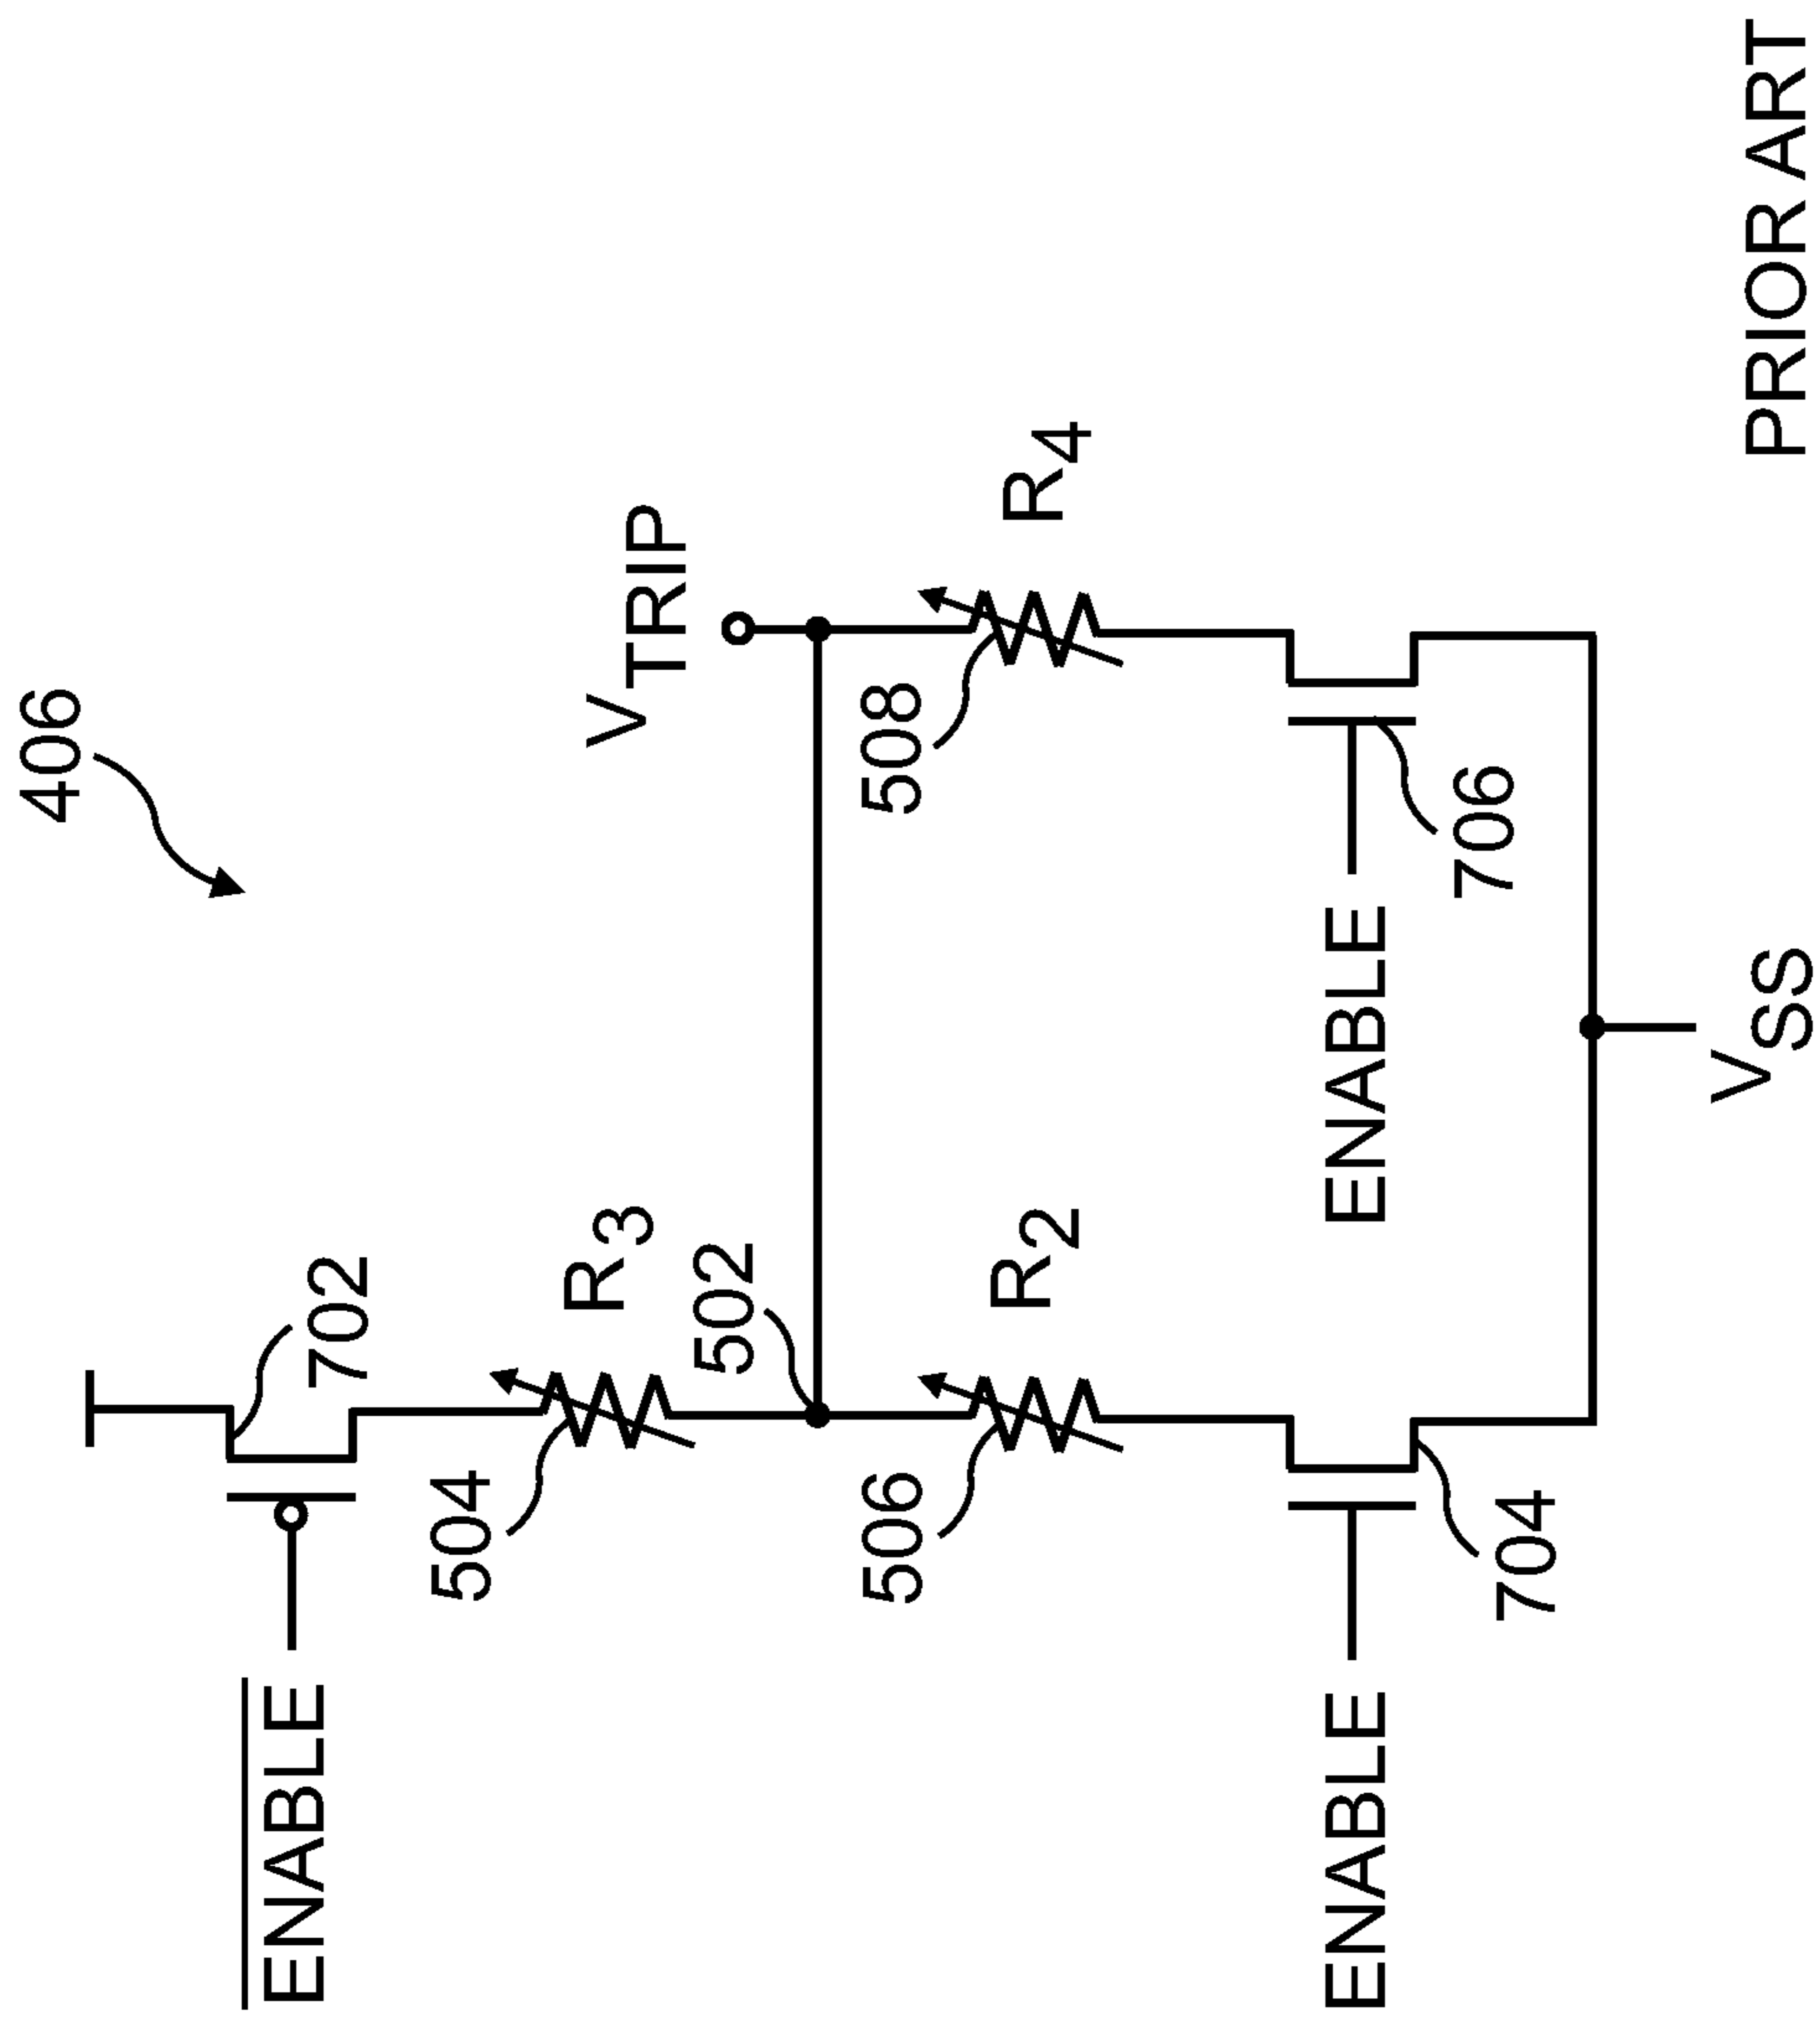 406
702
ENABLE
504
R3
502
VTRIP
506
R2
508
R4
ENABLE
704
ENABLE
706
VSS
PRIOR ART